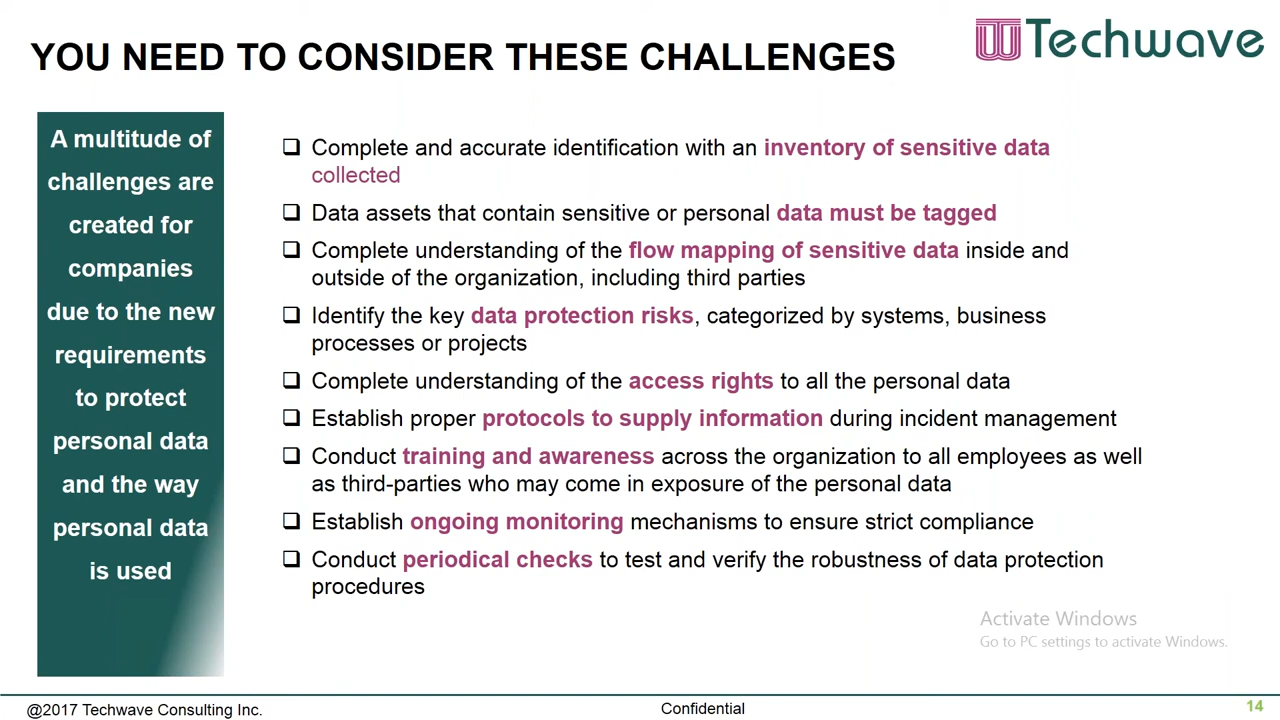 YOU NEED TO CONSIDER THESE CHALLENGES
Techwave
A multitude of
challenges are
created for
companies
due to the new
requirements
to protect
personal data
and the way
personal data
is used
Complete and accurate identification with an inventory of sensitive data
collected
Data assets that contain sensitive or personal data must be tagged
Complete understanding of the flow mapping of sensitive data inside and
outside of the organization, including third parties
Identify the key data protection risks, categorized by systems, business
processes or projects
Complete understanding of the access rights to all the personal data
Establish proper protocols to supply information during incident management
Conduct training and awareness across the organization to all employees as well
as third-parties who may come in exposure of the personal data
Establish ongoing monitoring mechanisms to ensure strict compliance
Conduct periodical checks to test and verify the robustness of data protection
procedures
Activate Windows
Go to PC settings to activate Windows.
@2017 Techwave Consulting Inc.
Confidential
14